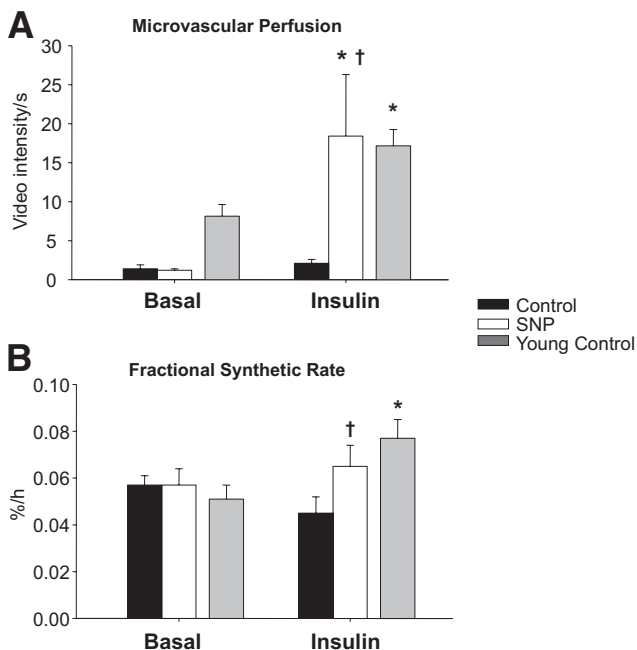 A
Microvascular Perfusion
30
25
20
15
10
5
0
Video intensity/s
* †
*
Basal Insulin
Control
SNP
Young Control
B
Fractional Synthetic Rate
0.10
0.08
0.06
0.04
0.02
0.00
%/h
†
*
Basal Insulin